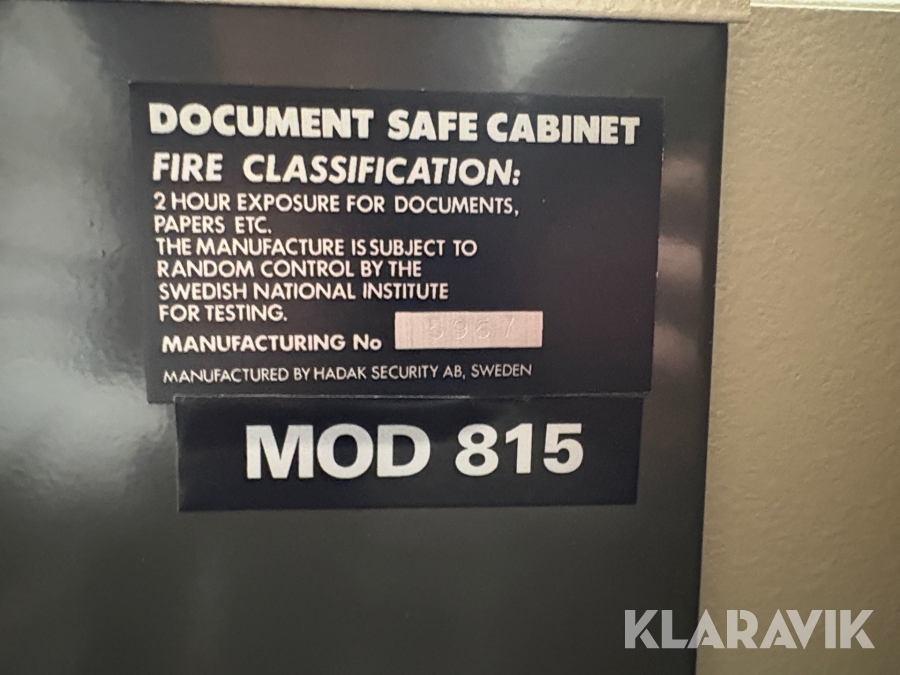 DOCUMENT SAFE CABINET
FIRE CLASSIFICATION:
2 HOUR EXPOSURE FOR DOCUMENTS,
PAPERS ETC.
THE MANUFACTURE IS SUBJECT TO
RANDOM CONTROL BY THE
SWEDISH NATIONAL INSTITUTE
FOR TESTING.
MANUFACTURING No
MANUFACTURED BY HADAK SECURITY AB, SWEDEN
MOD 815
KLARAVIK